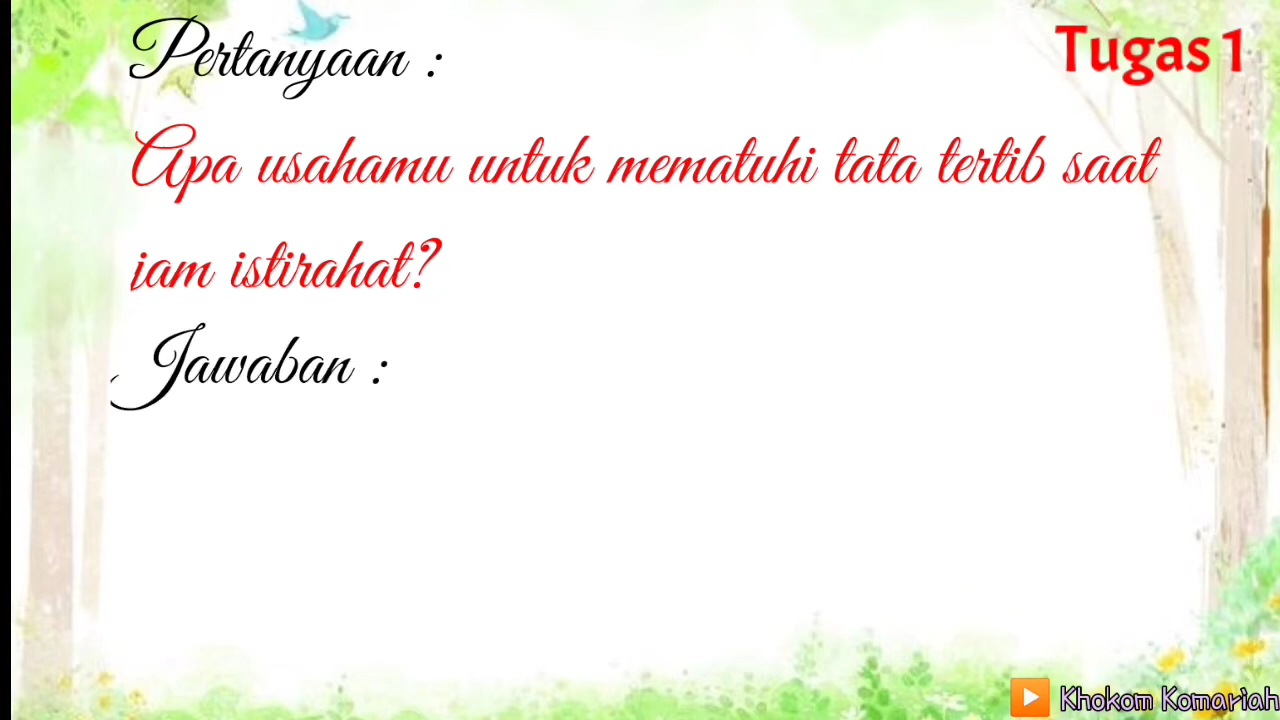 Pertanyaan :
Tugas 1
Apa usahamu untuk mematuhi tata tertib saat
jam istirahat?
Jawaban :
Khokom Komariah